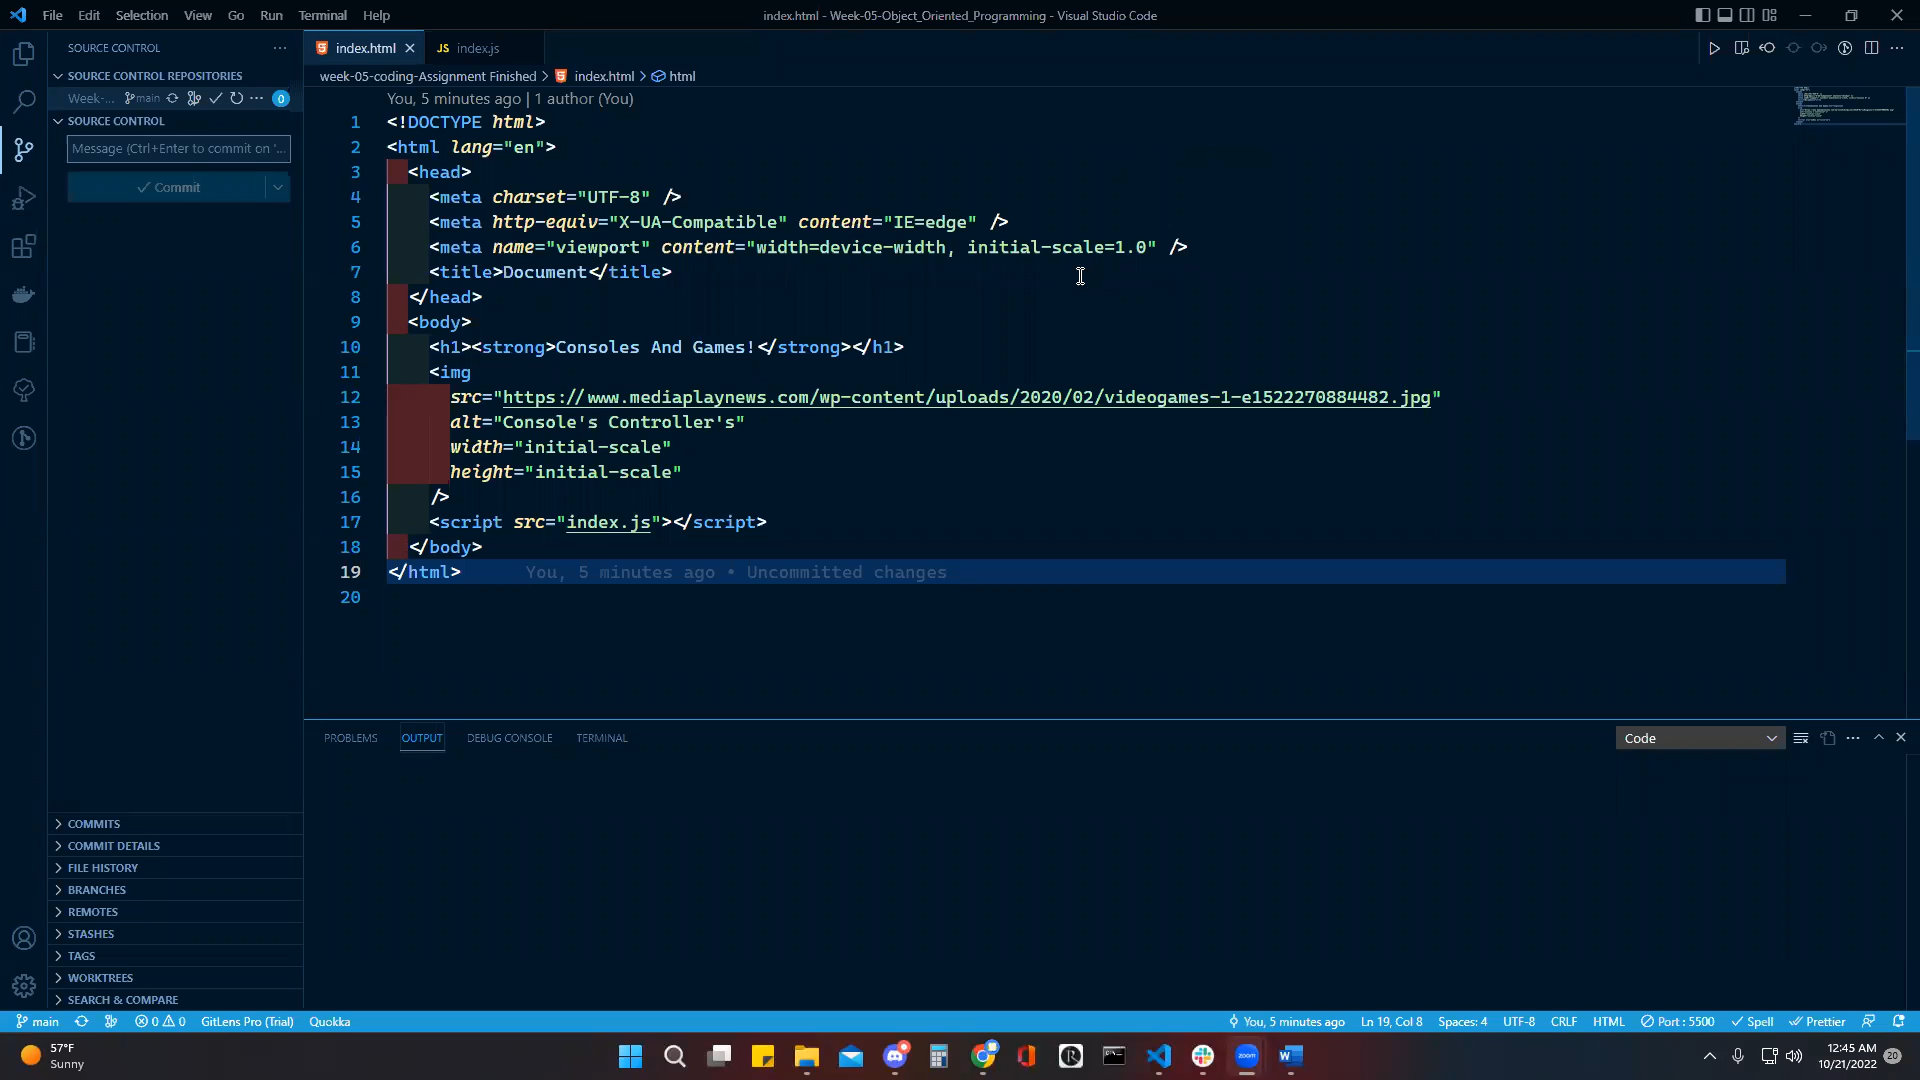 File Edit Selection View Go Run Terminal Help
index.html - Week-05-Object_Oriented_Programming - Visual Studio Code
SOURCE CONTROL
SOURCE CONTROL REPOSITORIES
Week-... main 0
SOURCE CONTROL
Message (Ctrl+Enter to commit on '...
Commit
COMMITS
COMMIT DETAILS
FILE HISTORY
BRANCHES
REMOTES
STASHES
TAGS
WORKTREES
SEARCH & COMPARE
index.html JS index.js
week-05-coding-Assignment Finished > index.html > html
You, 5 minutes ago | 1 author (You)
1 <!DOCTYPE html>
2 <html lang="en">
3 <head>
4 <meta charset="UTF-8" />
5 <meta http-equiv="X-UA-Compatible" content="IE=edge" />
6 <meta name="viewport" content="width=device-width, initial-scale=1.0" />
7 <title>Document</title>
8 </head>
9 <body>
10 <h1><strong>Consoles And Games!</strong></h1>
11 <img
12 src="https://www.mediaplaynews.com/wp-content/uploads/2020/02/videogames-1-e1522270884482.jpg"
13 alt="Console's Controller's"
14 width="initial-scale"
15 height="initial-scale"
16 />
17 <script src="index.js"></script>
18 </body>
19 </html> You, 5 minutes ago • Uncommitted changes
20
PROBLEMS OUTPUT DEBUG CONSOLE TERMINAL
Code
main 0 0 GitLens Pro (Trial) Quokka
You, 5 minutes ago Ln 19, Col 8 Spaces: 4 UTF-8 CRLF HTML Port : 5500 Spell Prettier
57°F
Sunny
zoom
12:45 AM
10/21/2022
20